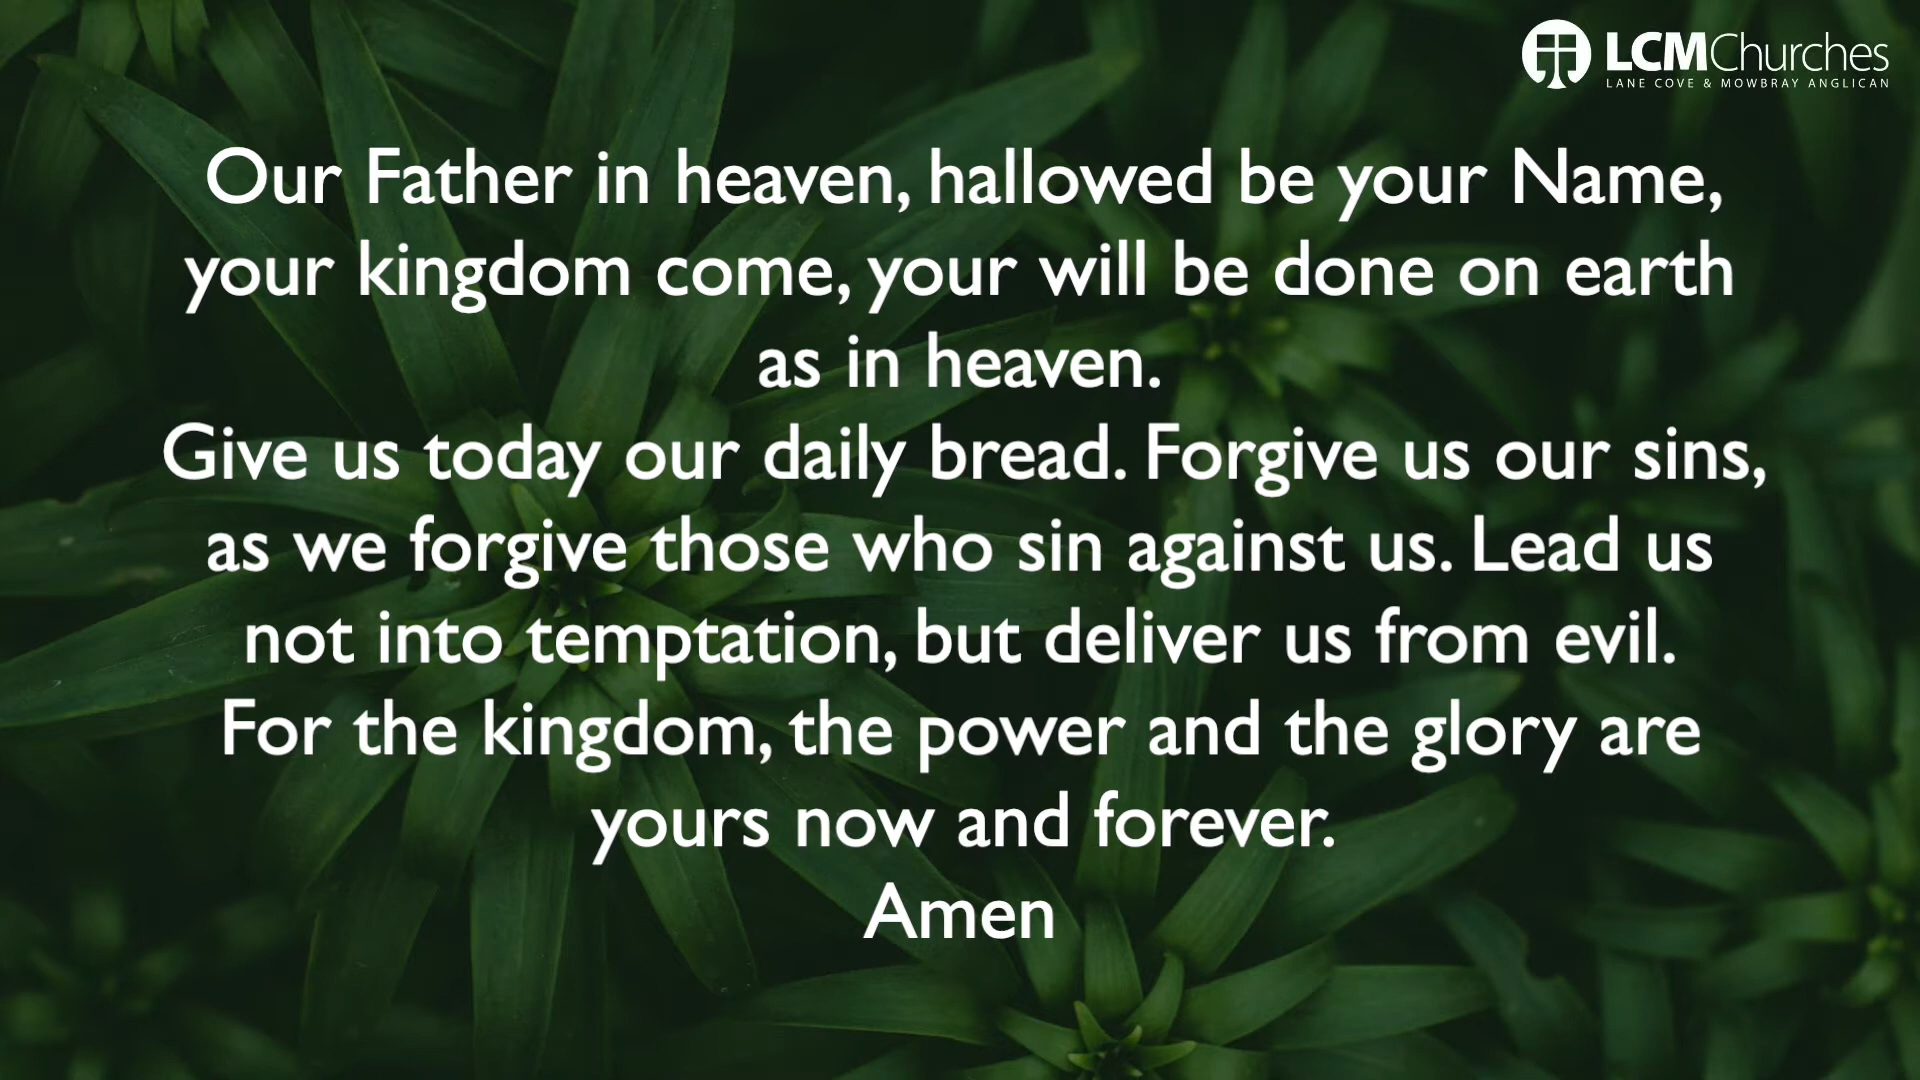 LCMChurches
LANE COVE & MOWBRAY ANGLICAN
Our Father in heaven, hallowed be your Name,
your kingdom come, your will be done on earth
as in heaven.
Give us today our daily bread. Forgive us our sins,
as we forgive those who sin against us. Lead us
not into temptation, but deliver us from evil.
For the kingdom, the power and the glory are
yours now and forever.
Amen